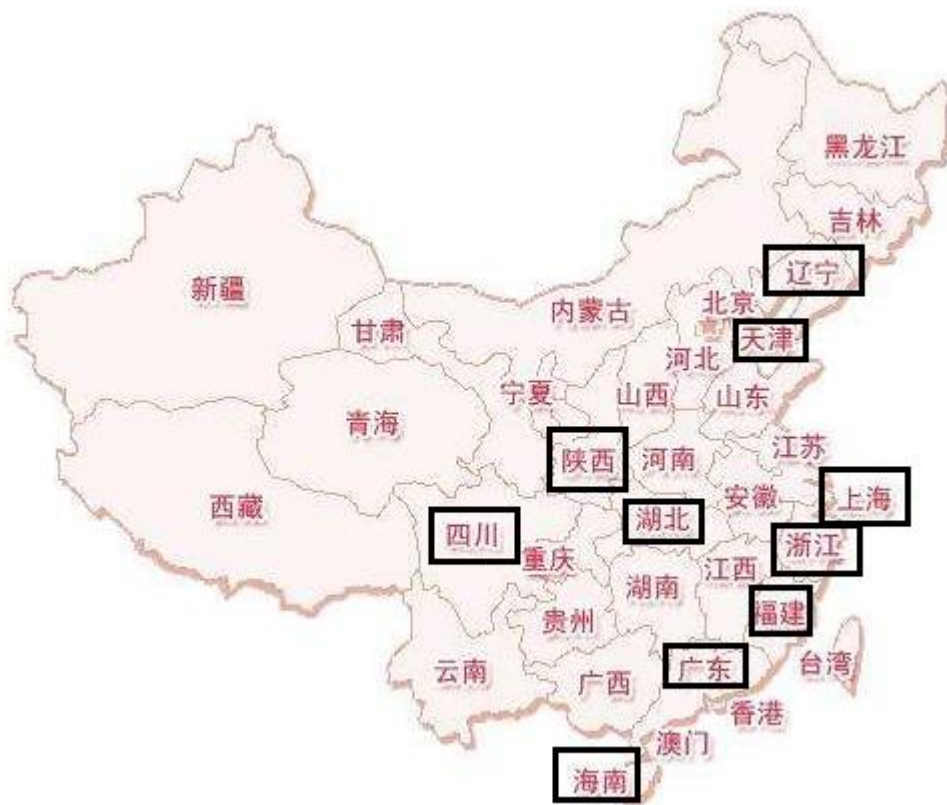 黑龙江
吉林
辽宁
新疆
内蒙古
北京
甘肃
天津
河北
宁夏
山西
山东
青海
陕西
河南
江苏
西藏
安徽
上海
四川
湖北
浙江
重庆
江西
湖南
贵州
福建
云南
广西
广东
台湾
香港
澳门
海南